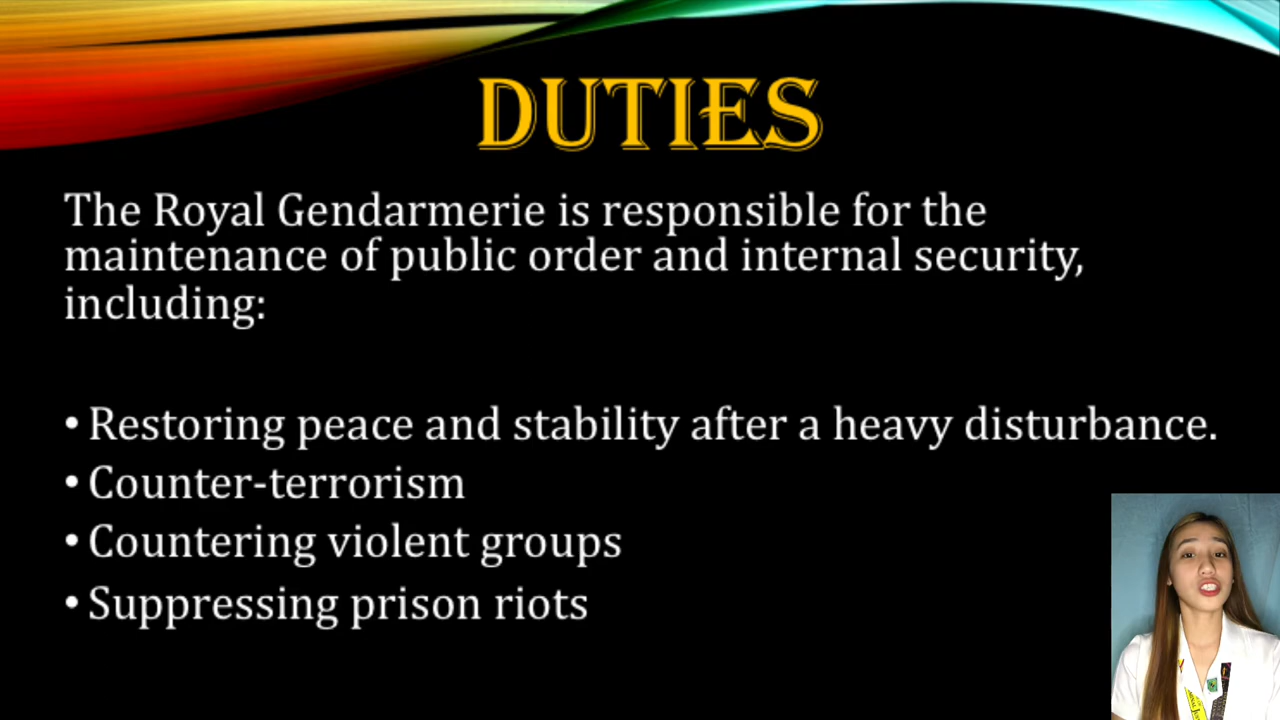 DUTIES
The Royal Gendarmerie is responsible for the
maintenance of public order and internal security,
including:
• Restoring peace and stability after a heavy disturbance.
• Counter-terrorism
• Countering violent groups
• Suppressing prison riots